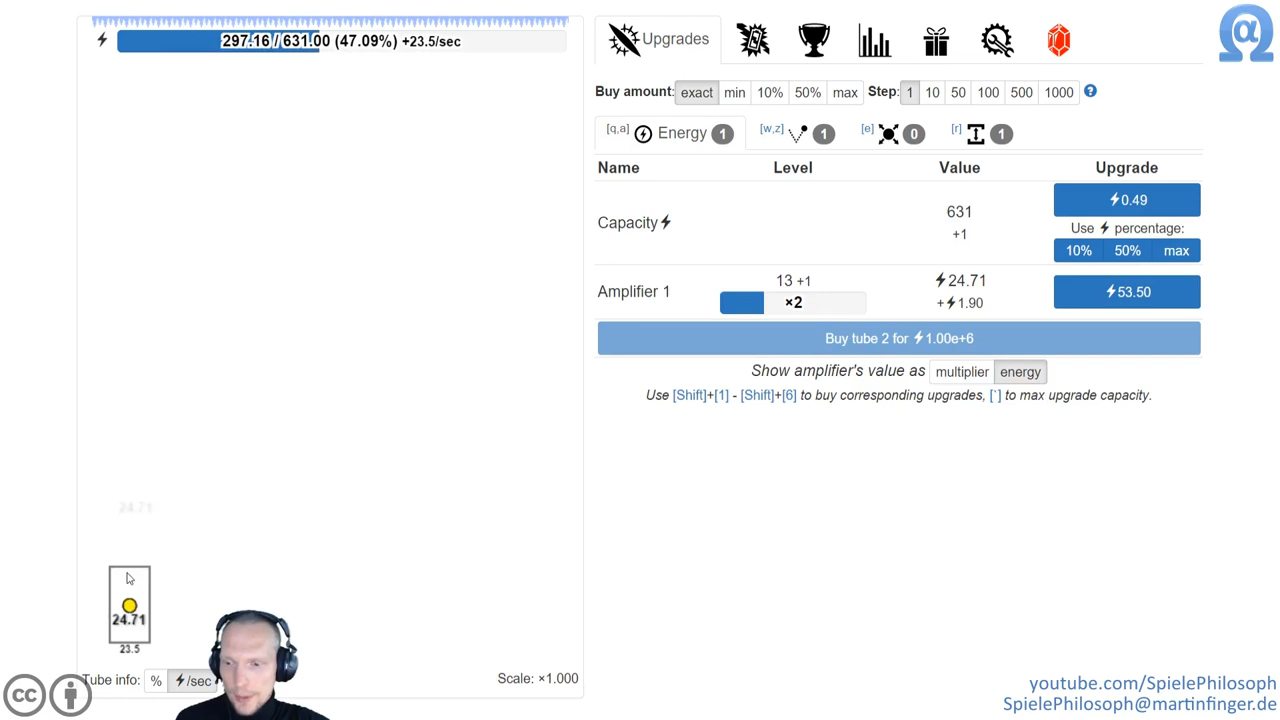 297.16 / 631.00 (47.09%) +23.5/sec
Upgrades
Buy amount: exact min 10% 50% max Step: 1 10 50 100 500 1000
[q,a] Energy 1 [w,z] 1 [e] 0 [r] 1
Name Level Value Upgrade
Capacity 631 +1 0.49
Use percentage:
10% 50% max
Amplifier 1 13 +1 ×2 24.71 + 1.90 53.50
Buy tube 2 for 1.00e+6
Show amplifier's value as multiplier energy
Use [Shift]+[1] - [Shift]+[6] to buy corresponding upgrades, [`] to max upgrade capacity.
24.71
24.71
23.5
Tube info: % /sec
Scale: ×1.000
cc
youtube.com/SpielePhilosoph
SpielePhilosoph@martinfinger.de
α
Ω